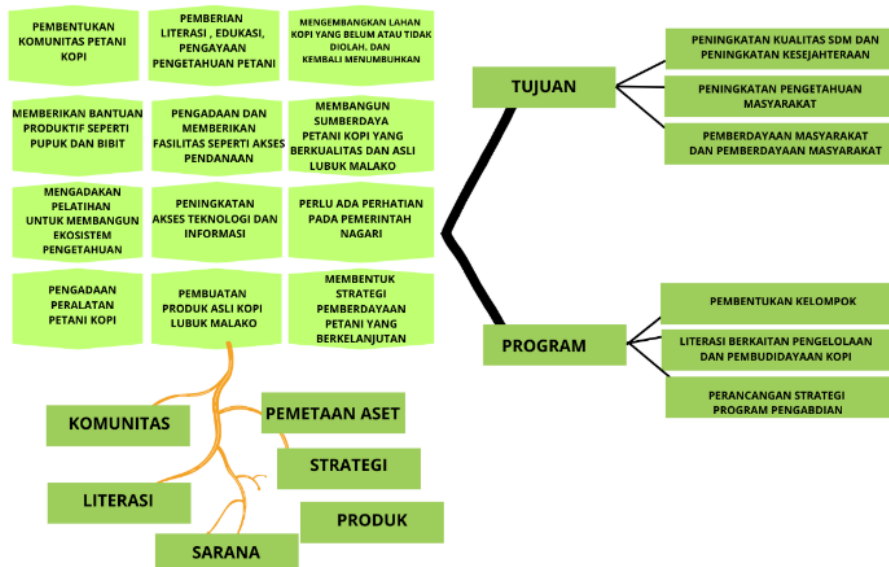 PEMBENTUKAN
KOMUNITAS PETANI
KOPI
PEMBERIAN
LITERASI , EDUKASI,
PENGAYAAN
PENGETAHUAN PETANI
MENGEMBANGKAN LAHAN
KOPI YANG BELUM ATAU TIDAK
DIOLAH. DAN
KEMBALI MENUMBUHKAN
MEMBERIKAN BANTUAN
PRODUKTIF SEPERTI
PUPUK DAN BIBIT
PENGADAAN DAN
MEMBERIKAN
FASILITAS SEPERTI AKSES
PENDANAAN
MEMBANGUN
SUMBERDAYA
PETANI KOPI YANG
BERKUALITAS DAN ASLI
LUBUK MALAKO
MENGADAKAN
PELATIHAN
UNTUK MEMBANGUN
EKOSISTEM
PENGETAHUAN
PENINGKATAN
AKSES TEKNOLOGI DAN
INFORMASI
PERLU ADA PERHATIAN
PADA PEMERINTAH
NAGARI
PENGADAAN
PERALATAN
PETANI KOPI
PEMBUATAN
PRODUK ASLI KOPI
LUBUK MALAKO
MEMBENTUK
STRATEGI
PEMBERDAYAAN
PETANI YANG
BERKELANJUTAN
KOMUNITAS
PEMETAAN ASET
STRATEGI
LITERASI
PRODUK
SARANA
TUJUAN
PENINGKATAN KUALITAS SDM DAN
PENINGKATAN KESEJAHTERAAN
PENINGKATAN PENGETAHUAN
MASYARAKAT
PEMBERDAYAAN MASYARAKAT
DAN PEMBERDAYAAN MASYARAKAT
PROGRAM
PEMBENTUKAN KELOMPOK
LITERASI BERKAITAN PENGELOLAAN
DAN PEMBUDIDAYAAN KOPI
PERANCANGAN STRATEGI
PROGRAM PENGABDIAN